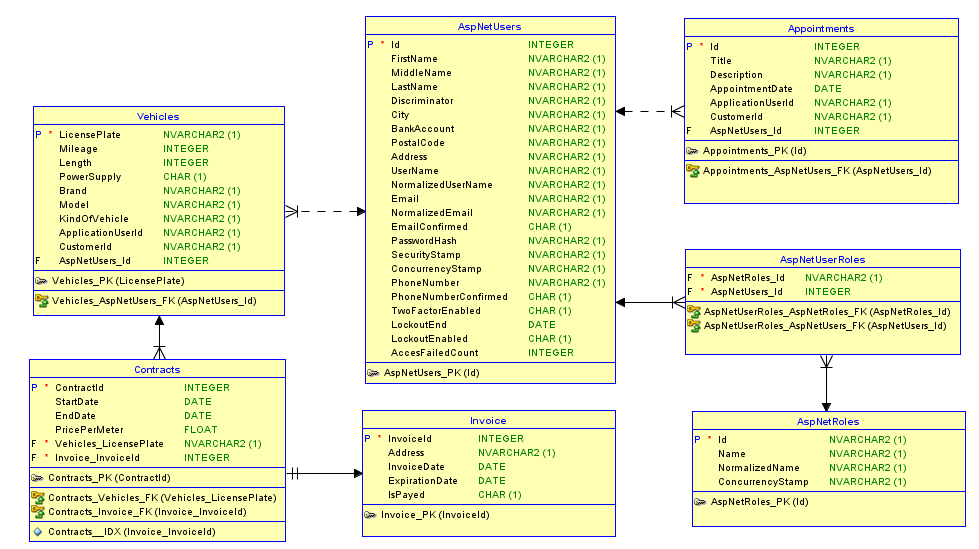 AspNetUsers
P * Id INTEGER
FirstName NVARCHAR2 (1)
MiddleName NVARCHAR2 (1)
LastName NVARCHAR2 (1)
Discriminator NVARCHAR2 (1)
City NVARCHAR2 (1)
BankAccount NVARCHAR2 (1)
PostalCode NVARCHAR2 (1)
Address NVARCHAR2 (1)
UserName NVARCHAR2 (1)
NormalizedUserName NVARCHAR2 (1)
Email NVARCHAR2 (1)
NormalizedEmail NVARCHAR2 (1)
EmailConfirmed CHAR (1)
PasswordHash NVARCHAR2 (1)
SecurityStamp NVARCHAR2 (1)
ConcurrencyStamp NVARCHAR2 (1)
PhoneNumber NVARCHAR2 (1)
PhoneNumberConfirmed CHAR (1)
TwoFactorEnabled CHAR (1)
LockoutEnd DATE
LockoutEnabled CHAR (1)
AccesFailedCount INTEGER
AspNetUsers_PK (Id)
Appointments
P * Id INTEGER
Title NVARCHAR2 (1)
Description NVARCHAR2 (1)
AppointmentDate DATE
ApplicationUserId NVARCHAR2 (1)
CustomerId NVARCHAR2 (1)
F AspNetUsers_Id INTEGER
Appointments_PK (Id)
Appointments_AspNetUsers_FK (AspNetUsers_Id)
Vehicles
P * LicensePlate NVARCHAR2 (1)
Mileage INTEGER
Length INTEGER
PowerSupply CHAR (1)
Brand NVARCHAR2 (1)
Model NVARCHAR2 (1)
KindOfVehicle NVARCHAR2 (1)
ApplicationUserId NVARCHAR2 (1)
CustomerId NVARCHAR2 (1)
F AspNetUsers_Id INTEGER
Vehicles_PK (LicensePlate)
Vehicles_AspNetUsers_FK (AspNetUsers_Id)
AspNetUserRoles
F * AspNetRoles_Id NVARCHAR2 (1)
F * AspNetUsers_Id INTEGER
AspNetUserRoles_AspNetRoles_FK (AspNetRoles_Id)
AspNetUserRoles_AspNetUsers_FK (AspNetUsers_Id)
Contracts
P * ContractId INTEGER
StartDate DATE
EndDate DATE
PricePerMeter FLOAT
F * Vehicles_LicensePlate NVARCHAR2 (1)
F * Invoice_InvoiceId INTEGER
Contracts_PK (ContractId)
Contracts_Vehicles_FK (Vehicles_LicensePlate)
Contracts_Invoice_FK (Invoice_InvoiceId)
Contracts__IDX (Invoice_InvoiceId)
Invoice
P * InvoiceId INTEGER
Address NVARCHAR2 (1)
InvoiceDate DATE
ExpirationDate DATE
IsPayed CHAR (1)
Invoice_PK (InvoiceId)
AspNetRoles
P * Id NVARCHAR2 (1)
Name NVARCHAR2 (1)
NormalizedName NVARCHAR2 (1)
ConcurrencyStamp NVARCHAR2 (1)
AspNetRoles_PK (Id)